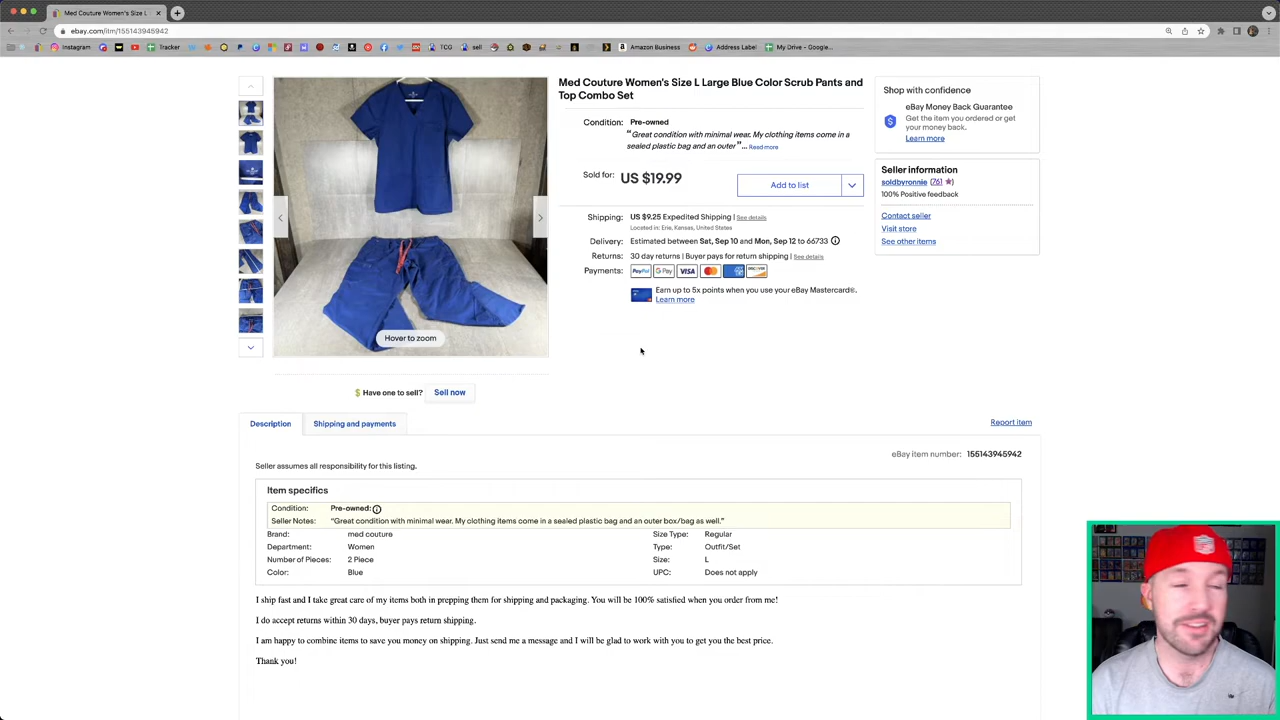 Med Couture Women's Size L L
ebay.com/itm/155143945942
Instagram
Tracker
TCG
sell
Amazon Business
Address Label
My Drive - Google...
Med Couture Women's Size L Large Blue Color Scrub Pants and
Top Combo Set
Condition: Pre-owned
"Great condition with minimal wear. My clothing items come in a
sealed plastic bag and an outer"... Read more
Sold for: US $19.99
Add to list
Shipping: US $9.25 Expedited Shipping | See details
Located in: Erie, Kansas, United States
Delivery: Estimated between Sat, Sep 10 and Mon, Sep 12 to 66733
Returns: 30 day returns | Buyer pays for return shipping | See details
Payments: PayPal G Pay VISA DISCOVER
Earn up to 5x points when you use your eBay Mastercard®.
Learn more
Shop with confidence
eBay Money Back Guarantee
Get the item you ordered or get
your money back.
Learn more
Seller information
soldbyronnie (761 )
100% Positive feedback
Contact seller
Visit store
See other items
Hover to zoom
Have one to sell? Sell now
Description
Shipping and payments
Report item
eBay item number: 155143945942
Seller assumes all responsibility for this listing.
Item specifics
Condition: Pre-owned:
Seller Notes: "Great condition with minimal wear. My clothing items come in a sealed plastic bag and an outer box/bag as well."
Brand: med couture
Size Type: Regular
Department: Women
Type: Outfit/Set
Number of Pieces: 2 Piece
Size: L
Color: Blue
UPC: Does not apply
I ship fast and I take great care of my items both in prepping them for shipping and packaging. You will be 100% satisfied when you order from me!
I do accept returns within 30 days, buyer pays return shipping.
I am happy to combine items to save you money on shipping. Just send me a message and I will be glad to work with you to get you the best price.
Thank you!